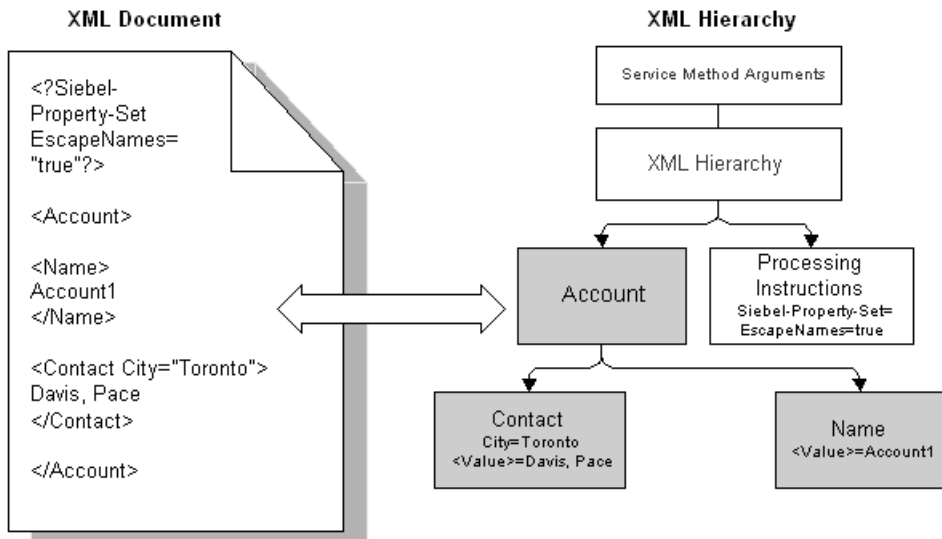 XML Document
<?Siebel-
Property-Set
EscapeNames=
"true"?>
<Account>
<Name>
Account1
</Name>
<Contact City="Toronto">
Davis, Pace
</Contact>
</Account>
XML Hierarchy
Service Method Arguments
XML Hierarchy
Account
Processing
Instructions
Siebel-Property-Set=
EscapeNames=true
Contact
City=Toronto
<Value>=Davis, Pace
Name
<Value>=Account1